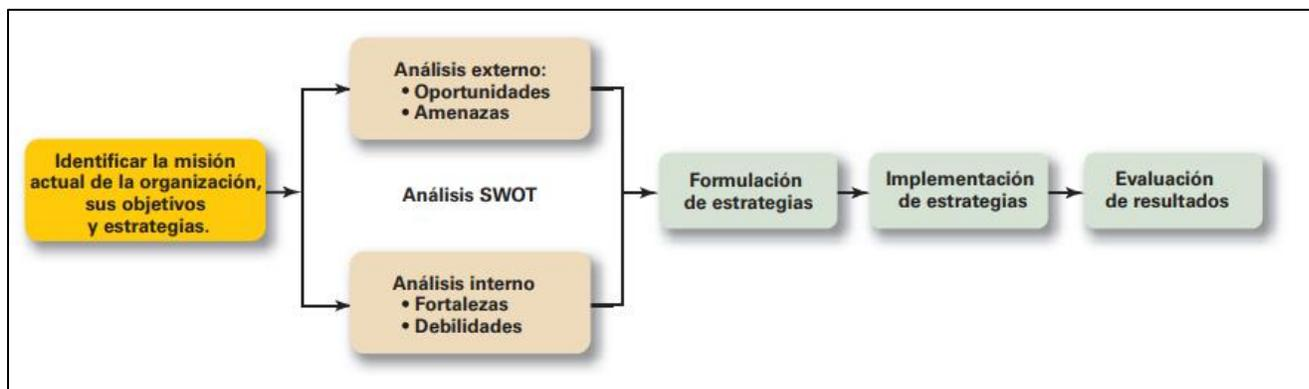 Identificar la misión
actual de la organización,
sus objetivos
y estrategias.
Análisis externo:
• Oportunidades
• Amenazas
Análisis SWOT
Análisis interno
• Fortalezas
• Debilidades
Formulación
de estrategias
Implementación
de estrategias
Evaluación
de resultados